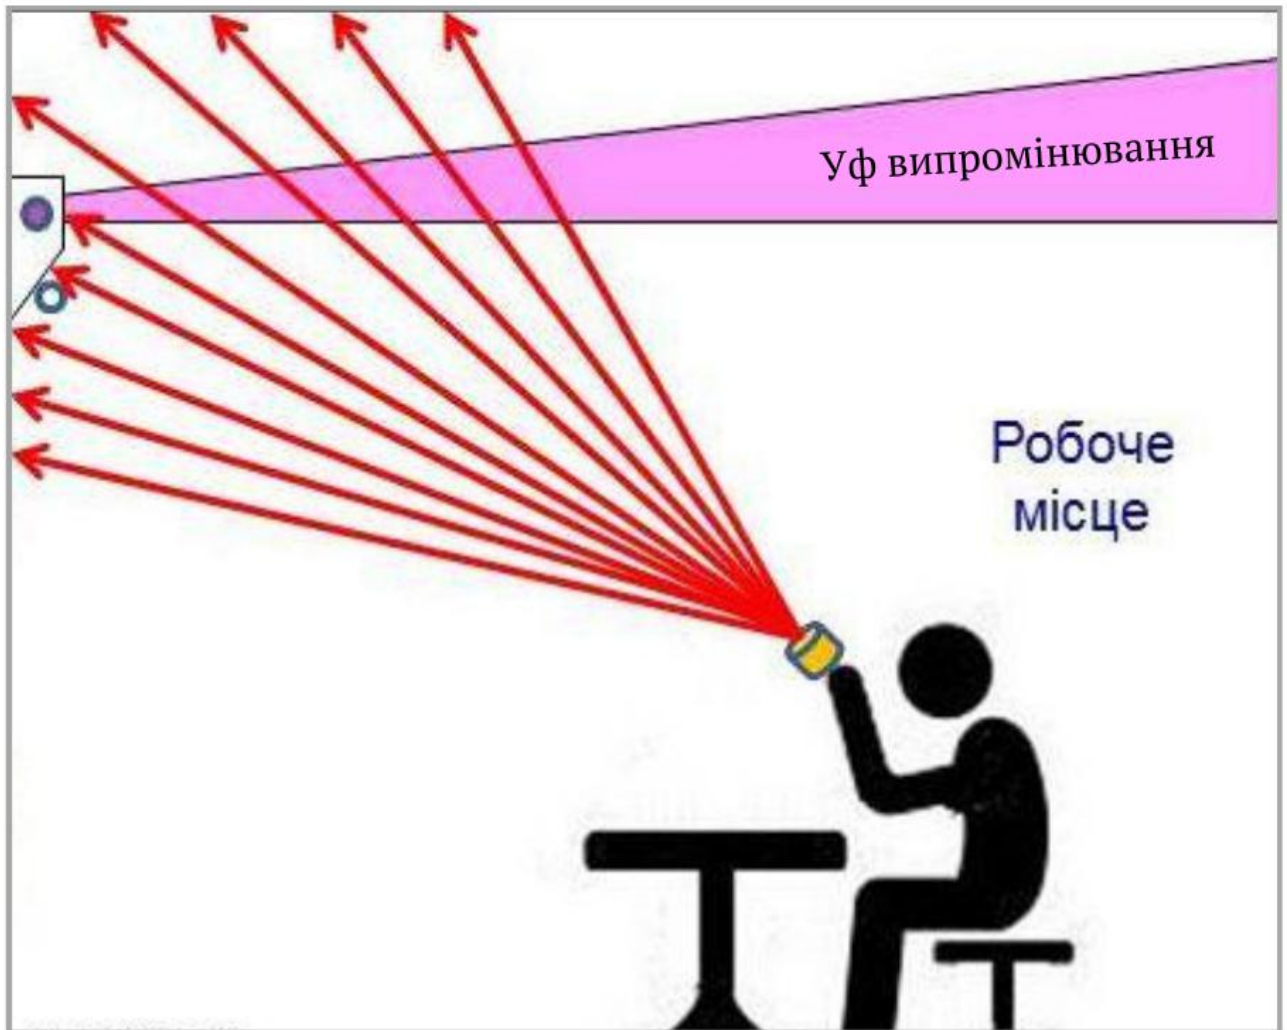 Уф випромінювання
Робоче
місце